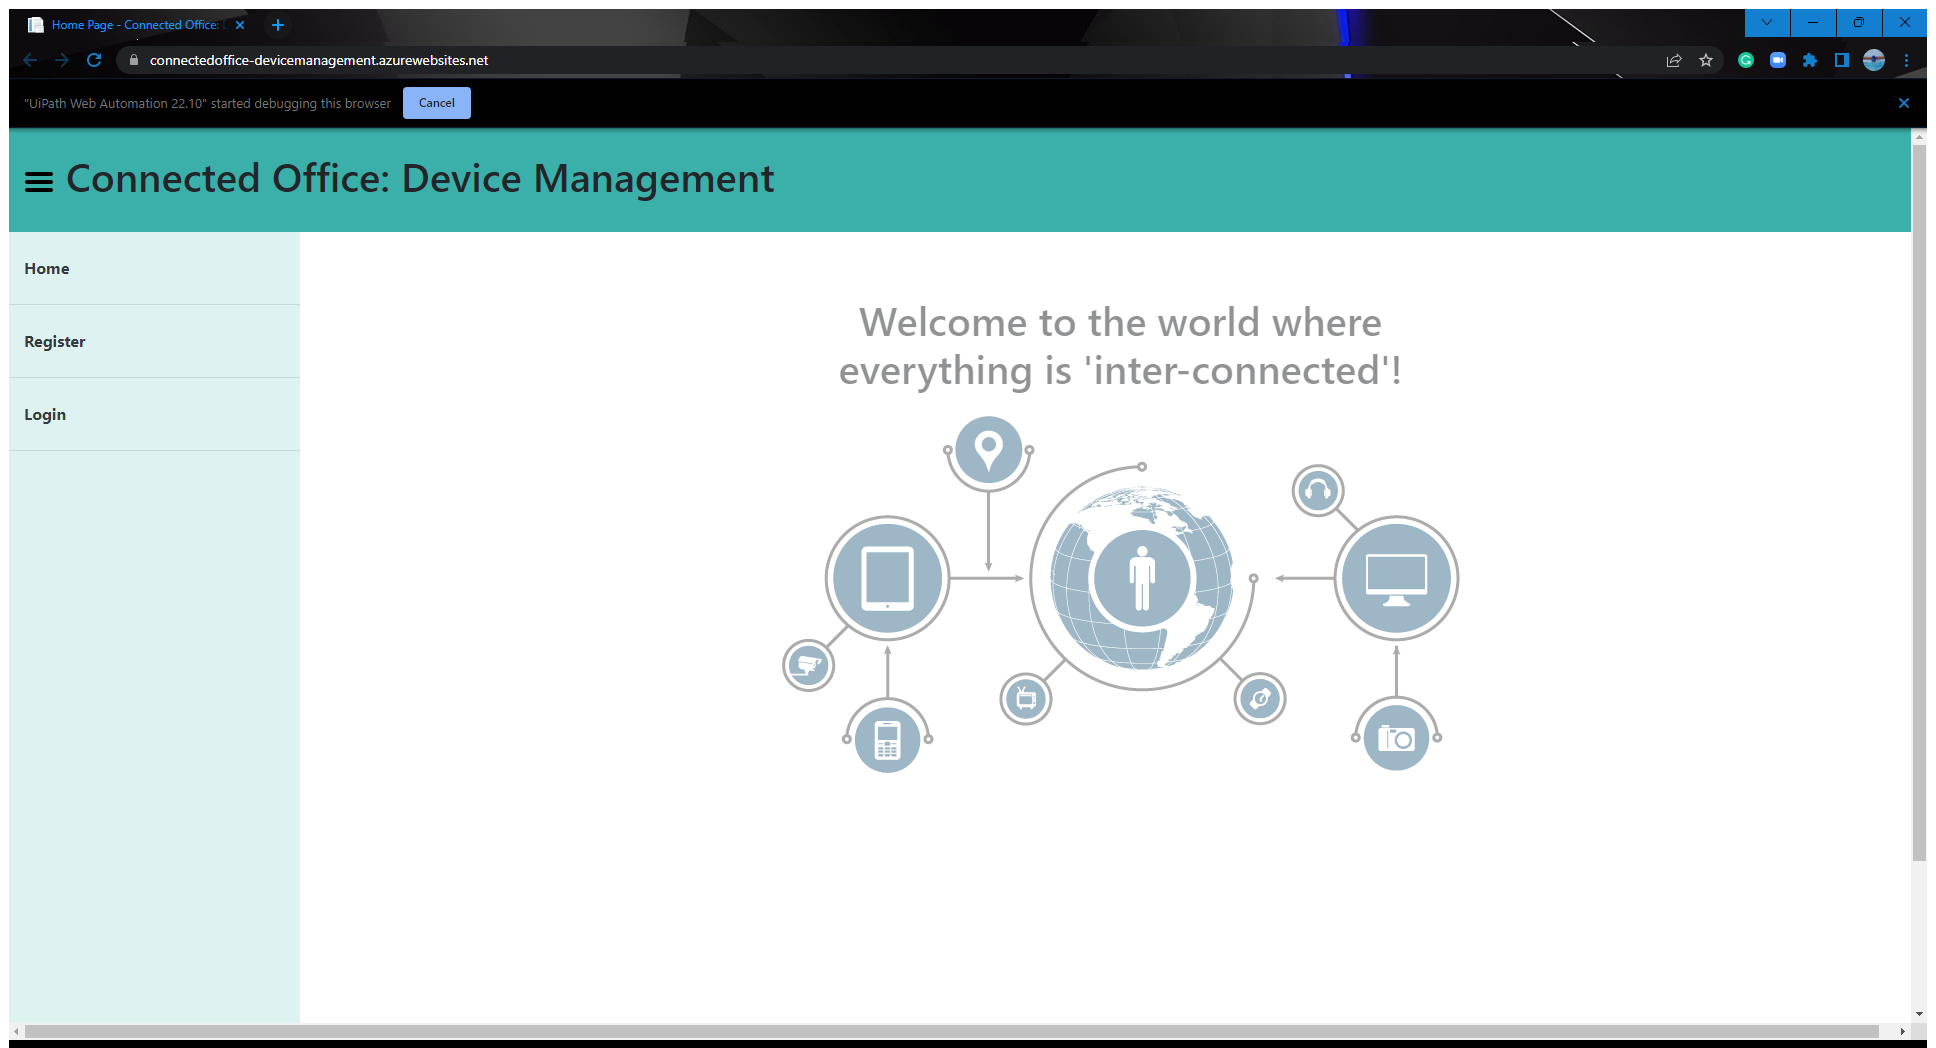 Home Page - Connected Office:
connectedoffice-devicemanagement.azurewebsites.net
"UiPath Web Automation 22.10" started debugging this browser
Cancel
Connected Office: Device Management
Home
Register
Login
Welcome to the world where
everything is 'inter-connected'!